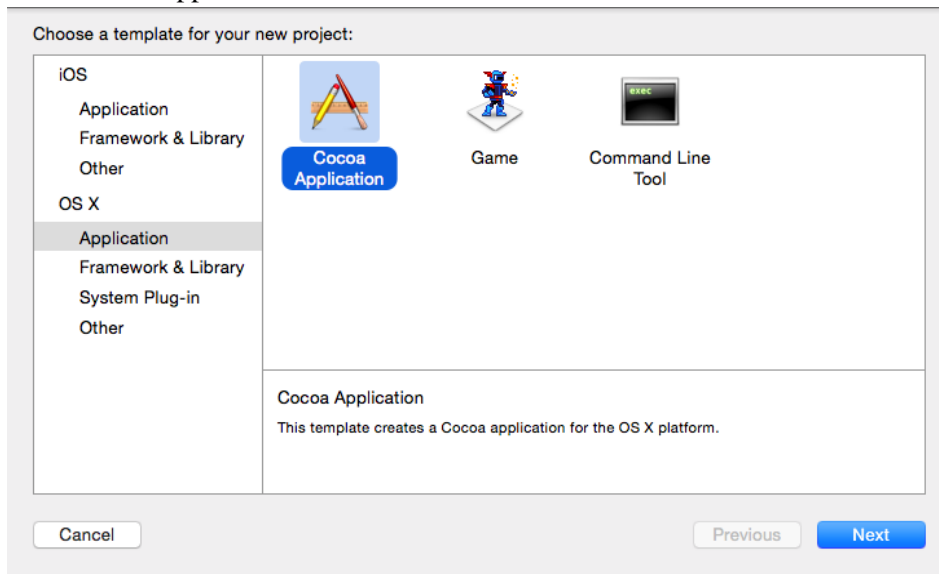 Choose a template for your new project:
iOS
Application
Framework & Library
Other
OS X
Application
Framework & Library
System Plug-in
Other
Cocoa
Application
Game
exec
Command Line
Tool
Cocoa Application
This template creates a Cocoa application for the OS X platform.
Cancel
Previous
Next